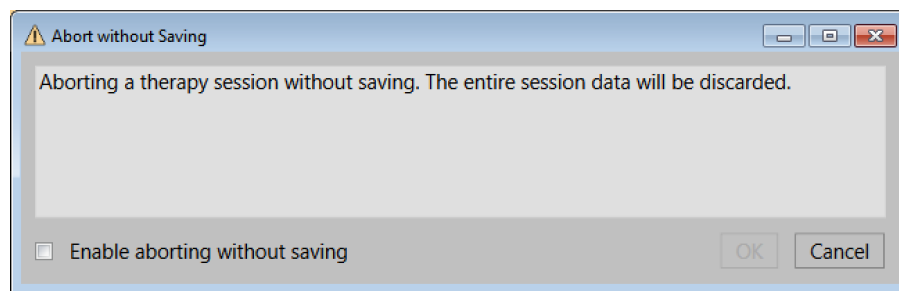 Abort without Saving
Aborting a therapy session without saving. The entire session data will be discarded.
Enable aborting without saving
OK
Cancel